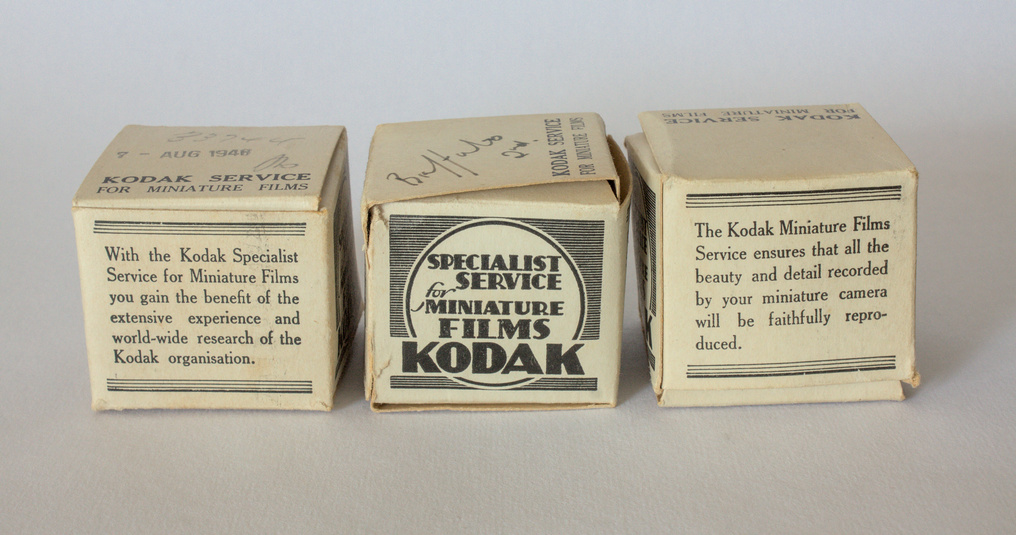 7 - AUG 1946
KODAK SERVICE
FOR MINIATURE FILMS
With the Kodak Specialist
Service for Miniature Films
you gain the benefit of the
extensive experience and
world-wide research of the
Kodak organisation.
Buffalo
KODAK SERVICE
FOR MINIATURE FILMS
SPECIALIST
SERVICE
for
MINIATURE
FILMS
KODAK
KODAK SERVICE
FOR MINIATURE FILMS
The Kodak Miniature Films
Service ensures that all the
beauty and detail recorded
by your miniature camera
will be faithfully repro-
duced.